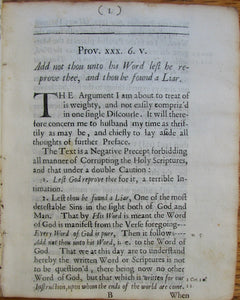 ( 1 )
PROV. XXX. 6. V.
Add not thou unto his Word lest he re-
prove thee, and thou be found a Liar.
THE Argument I am about to treat of
is weighty, and not easily compriz'd
in one single Discourse. It will there-
fore concern me to husband my time as thrif-
tily as may be, and chiefly to lay aside all
thoughts of further Preface.
The Text is a Negative Precept forbidding
all manner of Corrupting the Holy Scriptures,
and that under a double Caution:
1. Lest God reprove thee for it, a terrible In-
timation.
2. Lest thou be found a Liar, One of the most
detestable Sins in the sight both of God and
Man. That by His Word is meant the Word
of God is manifest from the Verse foregoing—
Every Word of God is pure, Then it follows—
Add not thou unto his Word, i. e. to the Word of
God. That we at this day are to understand
hereby the written Word or Scriptures is not
to be question'd, there being now no other
Word of God, but that which is written for our
Instruction, upon whom the ends of the world are come.
B When